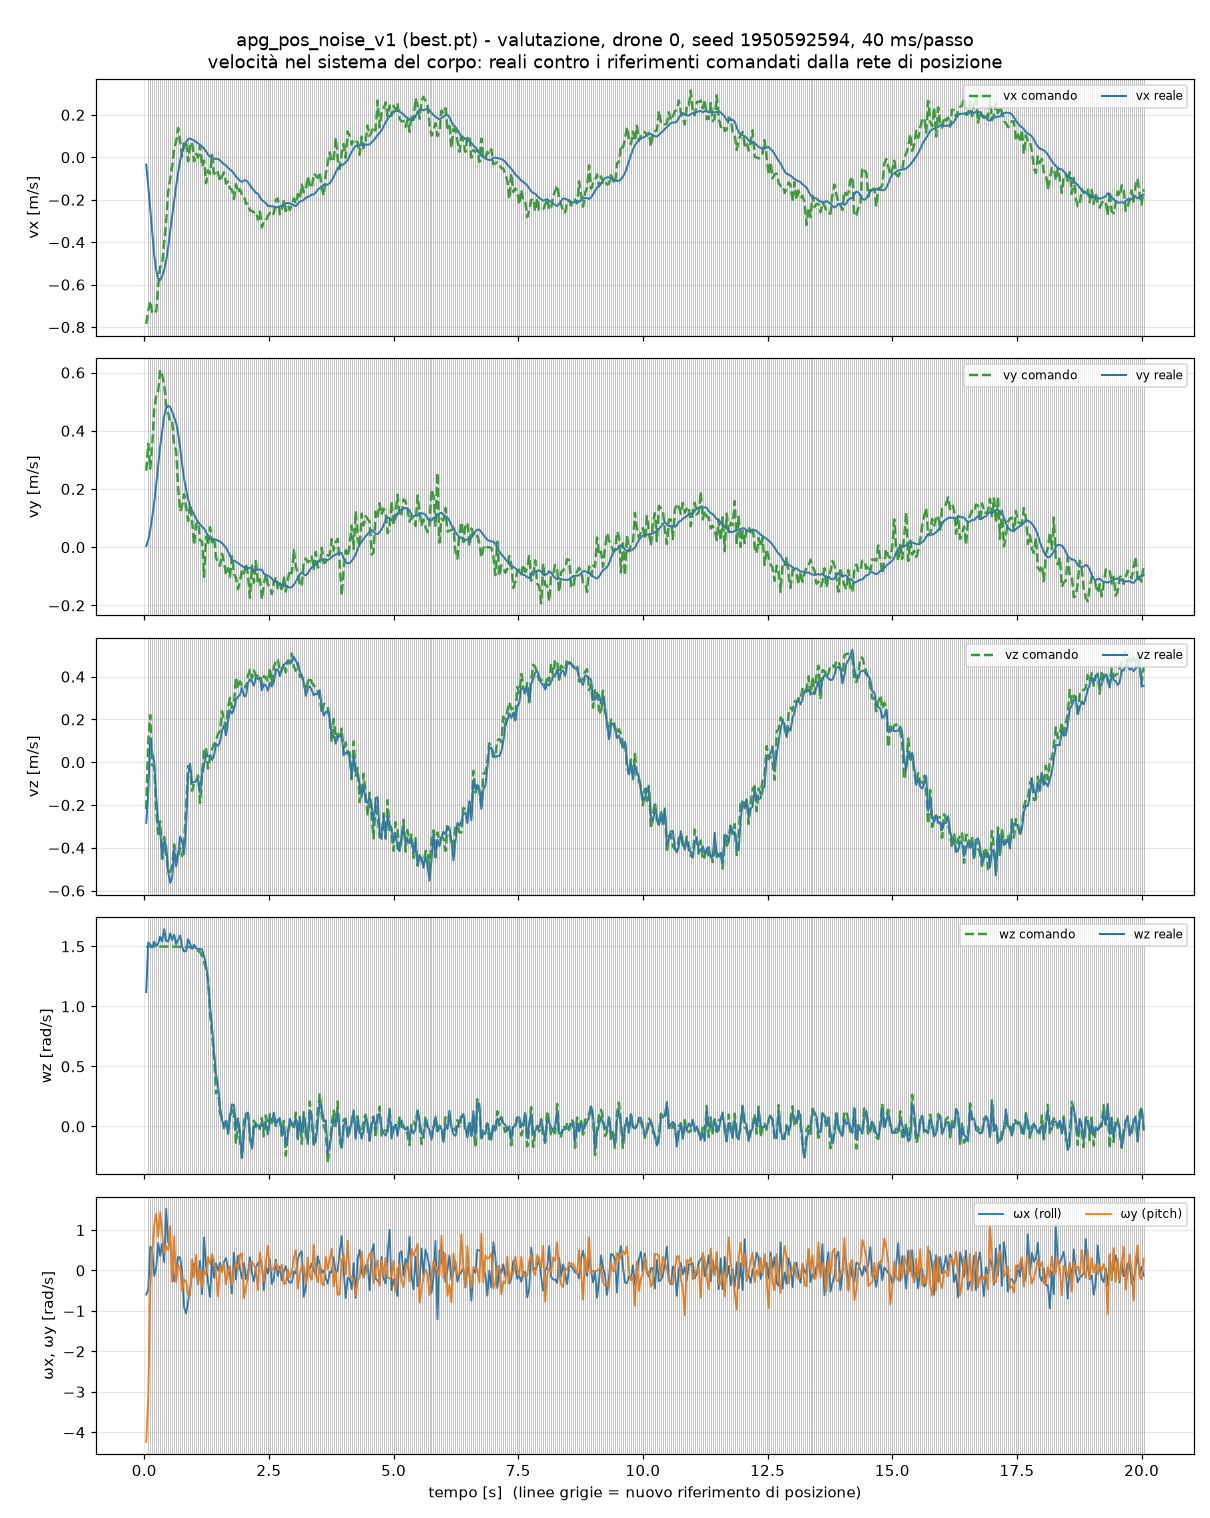 apg_pos_noise_v1 (best.pt) - valutazione, drone 0, seed 1950592594, 40 ms/passo
velocità nel sistema del corpo: reali contro i riferimenti comandati dalla rete di posizione
vx comando vx reale
0.2
0.0
−0.2
−0.4
−0.6
−0.8
vx [m/s]
vy comando vy reale
0.6
0.4
0.2
0.0
−0.2
vy [m/s]
vz comando vz reale
0.4
0.2
0.0
−0.2
−0.4
−0.6
vz [m/s]
wz comando wz reale
1.5
1.0
0.5
0.0
wz [rad/s]
ωx (roll) ωy (pitch)
1
0
−1
−2
−3
−4
ωx, ωy [rad/s]
0.0 2.5 5.0 7.5 10.0 12.5 15.0 17.5 20.0
tempo [s] (linee grigie = nuovo riferimento di posizione)